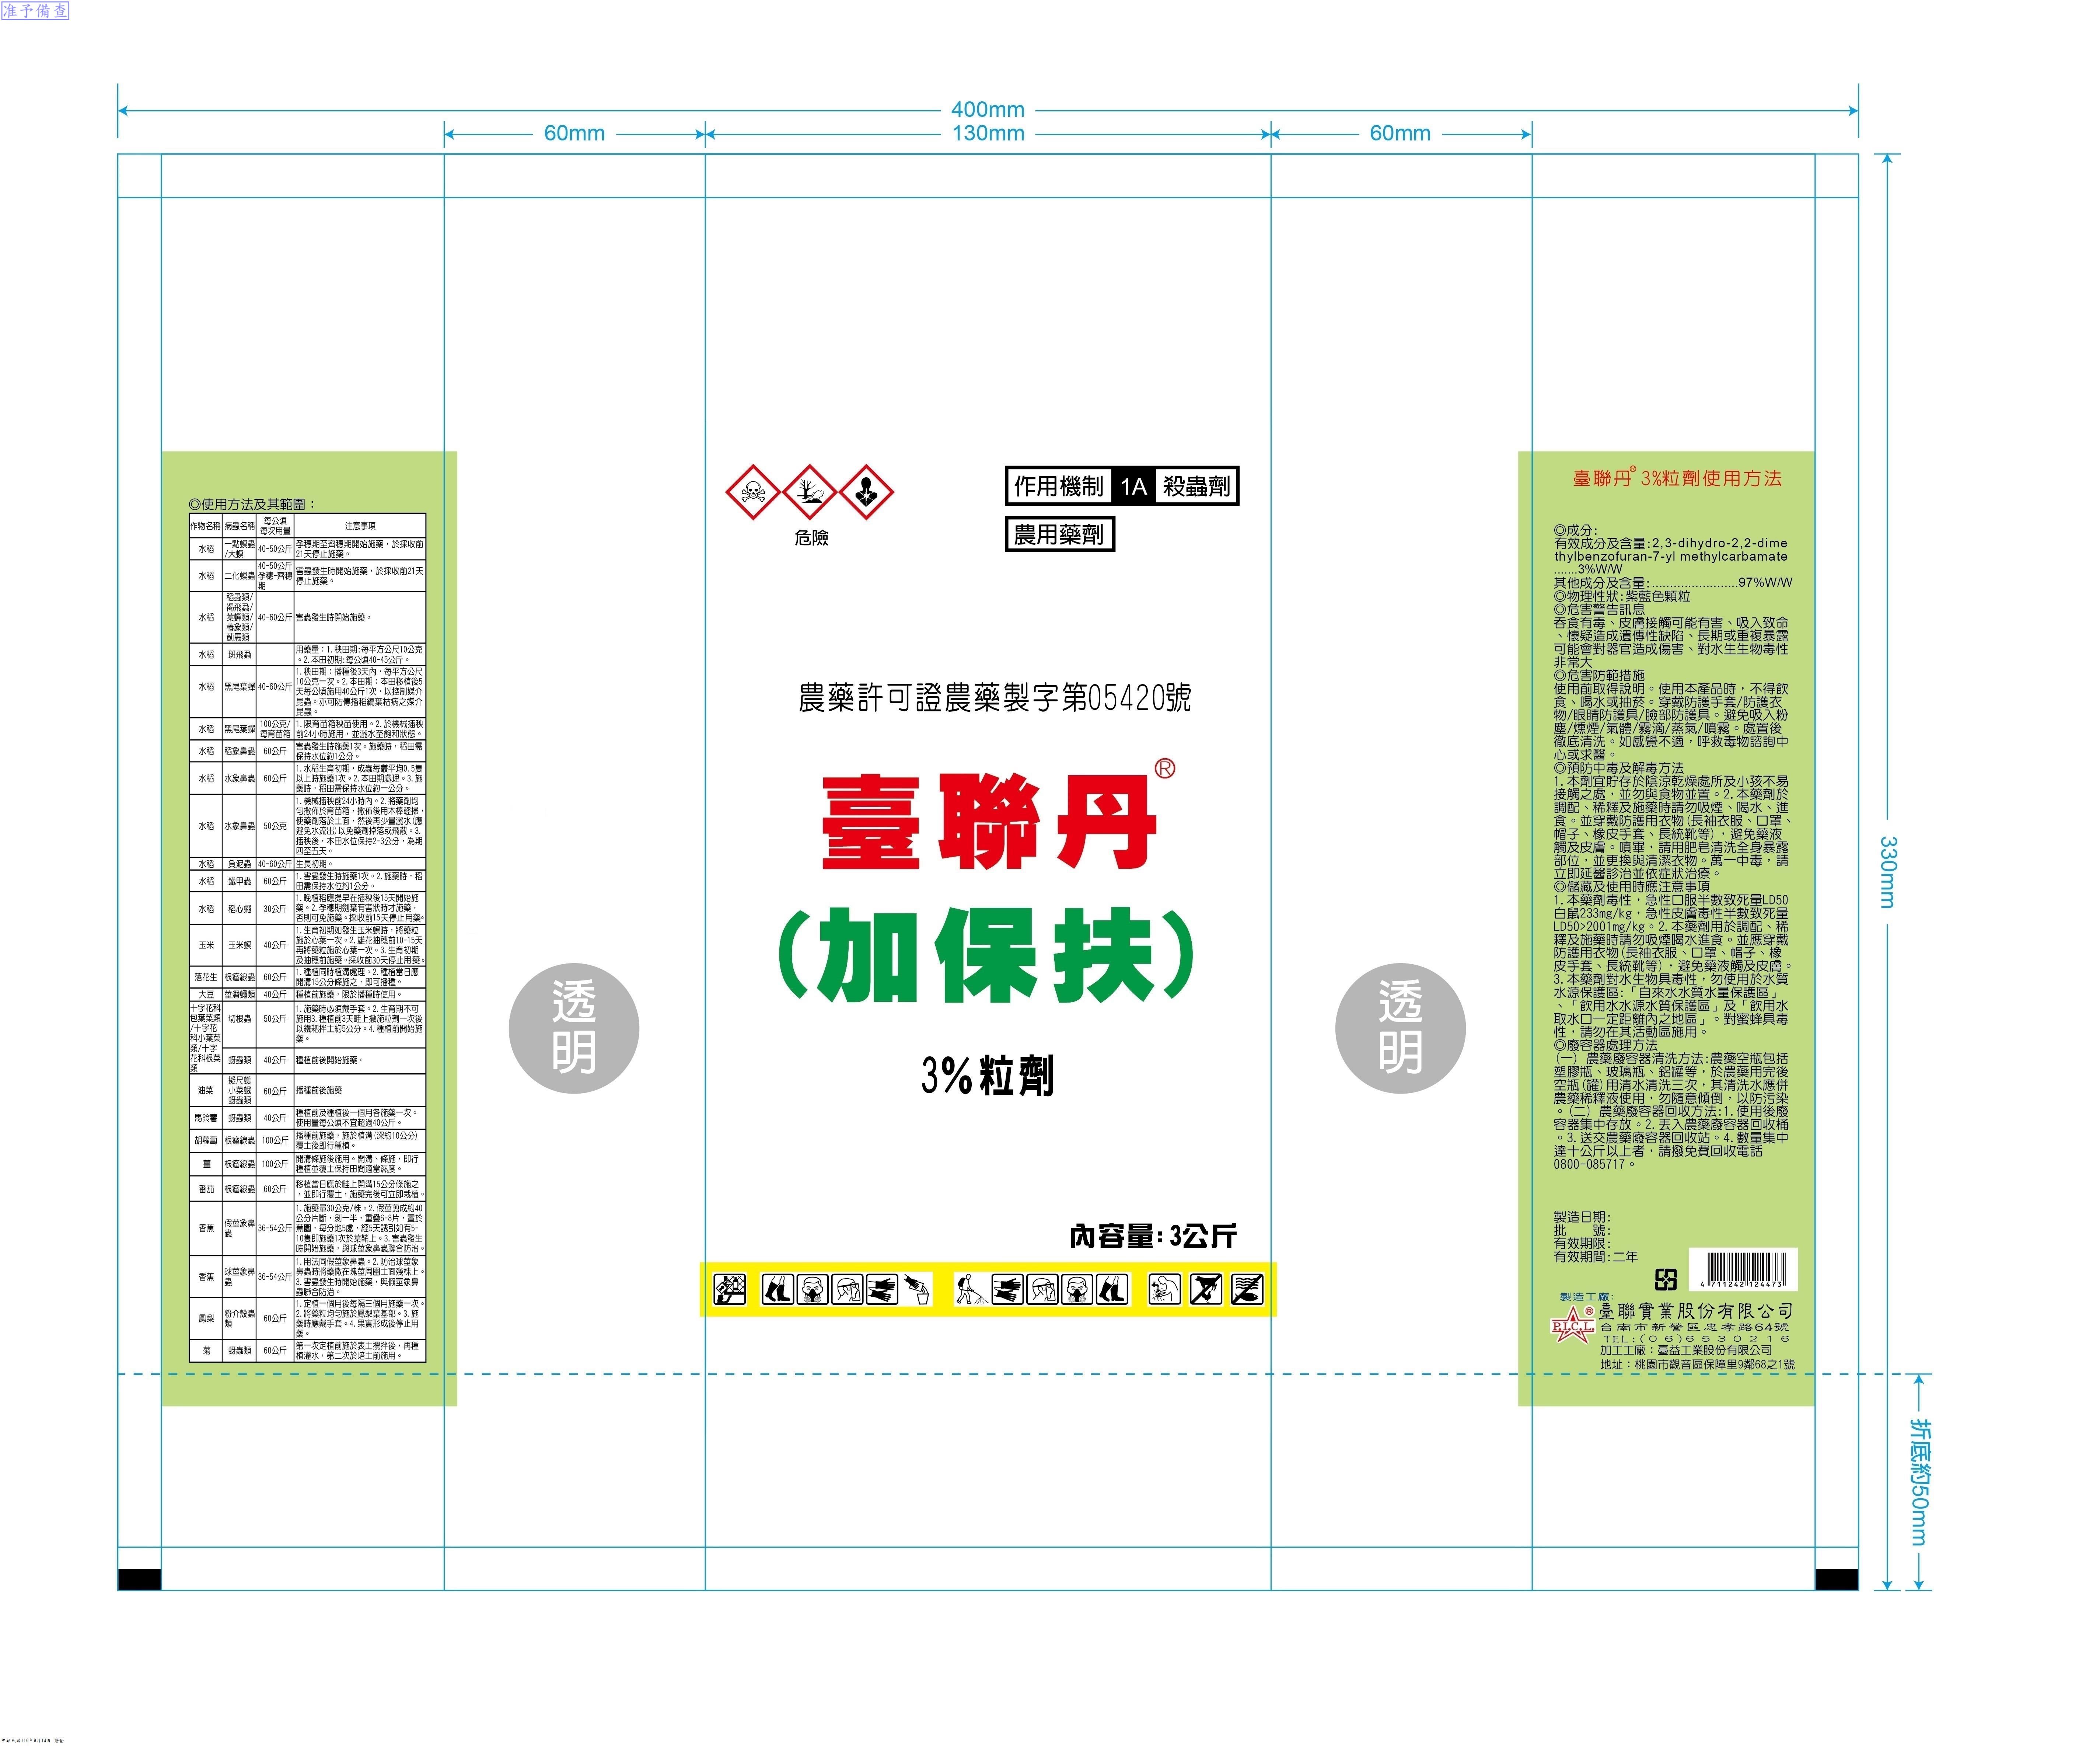 准予備查
400mm
60mm
130mm
60mm
330mm
折底約50mm
◎使用方法及其範圍：
作物名稱 病蟲名稱 每公頃每次用量 注意事項
水稻 一點螟蟲/大螟 40-50公斤 孕穗期至齊穗期開始施藥，於採收前21天停止施藥。
水稻 二化螟蟲 40-50公斤孕穗-齊穗期 害蟲發生時開始施藥，於採收前21天停止施藥。
水稻 稻蝨類/褐飛蝨/葉蟬類/椿象類/薊馬類 40-60公斤 害蟲發生時開始施藥。
水稻 斑飛蝨 用藥量：1.秧田期:每平方公尺10公克。2.本田初期:每公頃40-45公斤。
水稻 黑尾葉蟬 40-60公斤 1.秧田期：播種後3天內，每平方公尺10公克一次。2.本田期：本田移植後5天每公頃施用40公斤1次，以控制媒介昆蟲。亦可防傳播稻縞葉枯病之媒介昆蟲。
水稻 黑尾葉蟬 100公克/每育苗箱 1.限育苗箱秧苗使用。2.於機械插秧前24小時施用，並灑水至飽和狀態。
水稻 稻象鼻蟲 60公斤 害蟲發生時施藥1次。施藥時，稻田需保持水位約1公分。
水稻 水象鼻蟲 60公斤 1.水稻生育初期，成蟲每叢平均0.5隻以上時施藥1次。2.本田期處理。3.施藥時，稻田需保持水位約一公分。
水稻 水象鼻蟲 50公克 1.機械插秧前24小時內。2.將藥劑均勻撒佈於育苗箱，撒佈後用木棒輕掃，使藥劑落於土面，然後再少量灑水(應避免水流出)以免藥劑掉落或飛散。3.插秧後，本田水位保持2-3公分，為期四至五天。
水稻 負泥蟲 40-60公斤 生長初期。
水稻 鐵甲蟲 60公斤 1.害蟲發生時施藥1次。2.施藥時，稻田需保持水位約1公分。
水稻 稻心蠅 30公斤 1.晚植稻應提早在插秧後15天開始施藥。2.孕穗期劍葉有害狀時才施藥，否則可免施藥。採收前15天停止用藥。
玉米 玉米螟 40公斤 1.生育初期如發生玉米螟時，將藥粒施於心葉一次。2.雄花抽穗前10-15天再將藥粒施於心葉一次。3.生育初期及抽穗前施藥。採收前30天停止用藥。
落花生 根瘤線蟲 60公斤 1.種植同時植溝處理。2.種植當日應開溝15公分條施之，即可播種。
大豆 莖潛蠅類 40公斤 種植前施藥，限於播種時使用。
十字花科包葉菜類/十字花科小葉菜類/十字花科根菜類 切根蟲 50公斤 1.施藥時必須戴手套。2.生育期不可施用3.種植前3天畦上撒施粒劑一次後以鐵耙拌土約5公分。4.種植前開始施藥。
蚜蟲類 40公斤 種植前後開始施藥。
油菜 擬尺蠖 小菜蛾 蚜蟲類 60公斤 播種前後施藥
馬鈴薯 蚜蟲類 40公斤 種植前及種植後一個月各施藥一次。使用量每公頃不宜超過40公斤。
胡蘿蔔 根瘤線蟲 100公斤 播種前施藥，施於植溝(深約10公分)覆土後即行種植。
薑 根瘤線蟲 100公斤 開溝條施後施用。開溝、條施，即行種植並覆土保持田間適當濕度。
番茄 根瘤線蟲 60公斤 移植當日應於畦上開溝15公分條施之，並即行覆土，施藥完後可立即栽植。
香蕉 假莖象鼻蟲 36-54公斤 1.施藥量30公克/株。2.假莖剪成約40公分片斷，剝一半，重疊6-8片，置於蕉園，每分地5處，經5天誘引如有5-10隻即施藥1次於葉鞘上。3.害蟲發生時開始施藥，與球莖象鼻蟲聯合防治。
香蕉 球莖象鼻蟲 36-54公斤 1.用法同假莖象鼻蟲。2.防治球莖象鼻蟲時將藥撒在塊莖周圍土面殘株上。3.害蟲發生時開始施藥，與假莖象鼻蟲聯合防治。
鳳梨 粉介殼蟲類 60公斤 1.定植一個月後每隔三個月施藥一次。2.將藥粒均勻施於鳳梨葉基部。3.施藥時應戴手套。4.果實形成後停止用藥。
菊 蚜蟲類 60公斤 第一次定植前施於表土攪拌後，再種植灌水，第二次於培土前施用。
透明
危險
作用機制 1A 殺蟲劑
農用藥劑
農藥許可證農藥製字第05420號
臺聯丹®
(加保扶)
3%粒劑
內容量:3公斤
透明
臺聯丹® 3%粒劑使用方法
◎成分:
有效成分及含量:2,3-dihydro-2,2-dime
thylbenzofuran-7-yl methylcarbamate
.......3%W/W
其他成分及含量:........................97%W/W
◎物理性狀:紫藍色顆粒
◎危害警告訊息
吞食有毒、皮膚接觸可能有害、吸入致命
、懷疑造成遺傳性缺陷、長期或重複暴露
可能會對器官造成傷害、對水生生物毒性
非常大
◎危害防範措施
使用前取得說明。使用本產品時，不得飲
食、喝水或抽菸。穿戴防護手套/防護衣
物/眼睛防護具/臉部防護具。避免吸入粉
塵/燻煙/氣體/霧滴/蒸氣/噴霧。處置後
徹底清洗。如感覺不適，呼救毒物諮詢中
心或求醫。
◎預防中毒及解毒方法
1.本劑宜貯存於陰涼乾燥處所及小孩不易
接觸之處，並勿與食物並置。2.本藥劑於
調配、稀釋及施藥時請勿吸煙、喝水、進
食。並穿戴防護用衣物(長袖衣服、口罩、
帽子、橡皮手套、長統靴等)，避免藥液
觸及皮膚。噴畢，請用肥皂清洗全身暴露
部位，並更換與清潔衣物。萬一中毒，請
立即延醫診治並依症狀治療。
◎儲藏及使用時應注意事項
1.本藥劑毒性，急性口服半數致死量LD50
白鼠233mg/kg，急性皮膚毒性半數致死量
LD50>2001mg/kg。2.本藥劑用於調配、稀
釋及施藥時請勿吸煙喝水進食。並應穿戴
防護用衣物(長袖衣服、口罩、帽子、橡
皮手套、長統靴等)，避免藥液觸及皮膚。
3.本藥劑對水生物具毒性，勿使用於水質
水源保護區:「自來水水質水量保護區」
、「飲用水水源水質保護區」及「飲用水
取水口一定距離內之地區」。對蜜蜂具毒
性，請勿在其活動區施用。
◎廢容器處理方法
(一) 農藥廢容器清洗方法:農藥空瓶包括
塑膠瓶、玻璃瓶、鋁罐等，於農藥用完後
空瓶(罐)用清水清洗三次，其清洗水應併
農藥稀釋液使用，勿隨意傾倒，以防污染
。(二) 農藥廢容器回收方法:1.使用後廢
容器集中存放。2.丟入農藥廢容器回收桶
。3.送交農藥廢容器回收站。4.數量集中
達十公斤以上者，請撥免費回收電話
0800-085717。
製造日期:
批　　號:
有效期限:
有效期間:二年
4 711242 124473
製造工廠:
P.I.C.L ® 臺聯實業股份有限公司
台南市新營區忠孝路64號
TEL:(06)6530216
加工工廠：臺益工業股份有限公司
地址：桃園市觀音區保障里9鄰68之1號